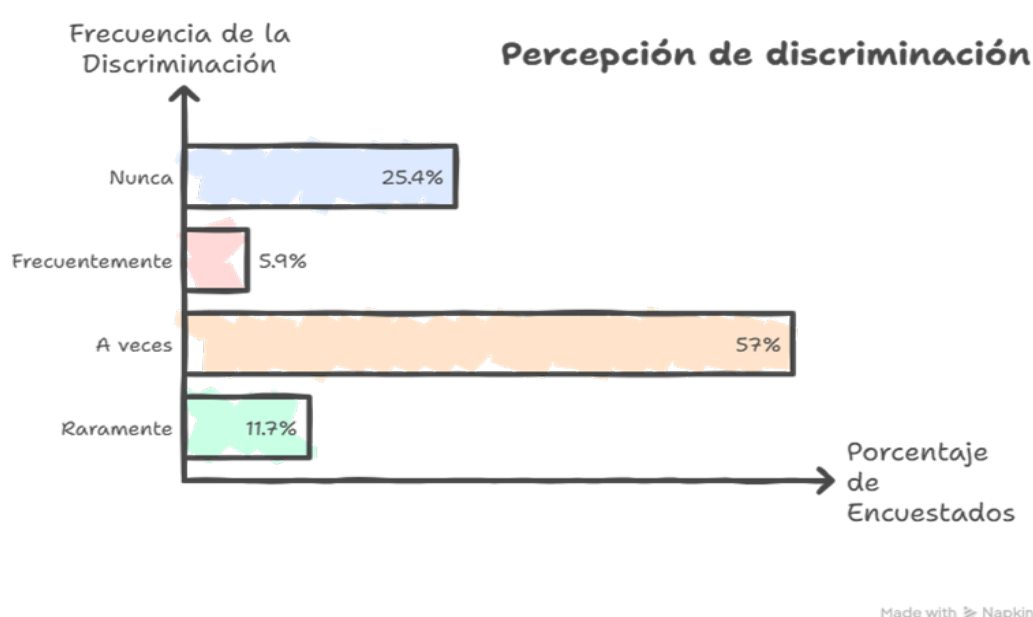 Frecuencia de la
Discriminación
Percepción de discriminación
Nunca
25.4%
Frecuentemente
5.9%
A veces
57%
Raramente
11.7%
Porcentaje
de
Encuestados
Made with Napkin